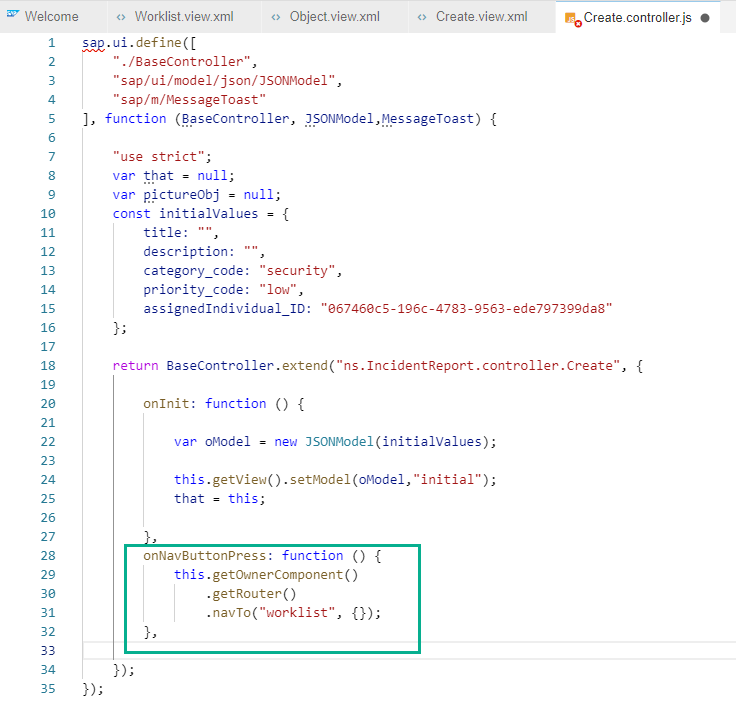 Welcome Worklist.view.xml Object.view.xml Create.view.xml Create.controller.js
1 sap.ui.define([
2 "./BaseController",
3 "sap/ui/model/json/JSONModel",
4 "sap/m/MessageToast"
5 ], function (BaseController, JSONModel,MessageToast) {
6
7 "use strict";
8 var that = null;
9 var pictureObj = null;
10 const initialValues = {
11 title: "",
12 description: "",
13 category_code: "security",
14 priority_code: "low",
15 assignedIndividual_ID: "067460c5-196c-4783-9563-ede797399da8"
16 };
17
18 return BaseController.extend("ns.IncidentReport.controller.Create", {
19
20 onInit: function () {
21
22 var oModel = new JSONModel(initialValues);
23
24 this.getView().setModel(oModel,"initial");
25 that = this;
26
27 },
28 onNavButtonPress: function () {
29 this.getOwnerComponent()
30 .getRouter()
31 .navTo("worklist", {});
32 },
33
34 });
35 });